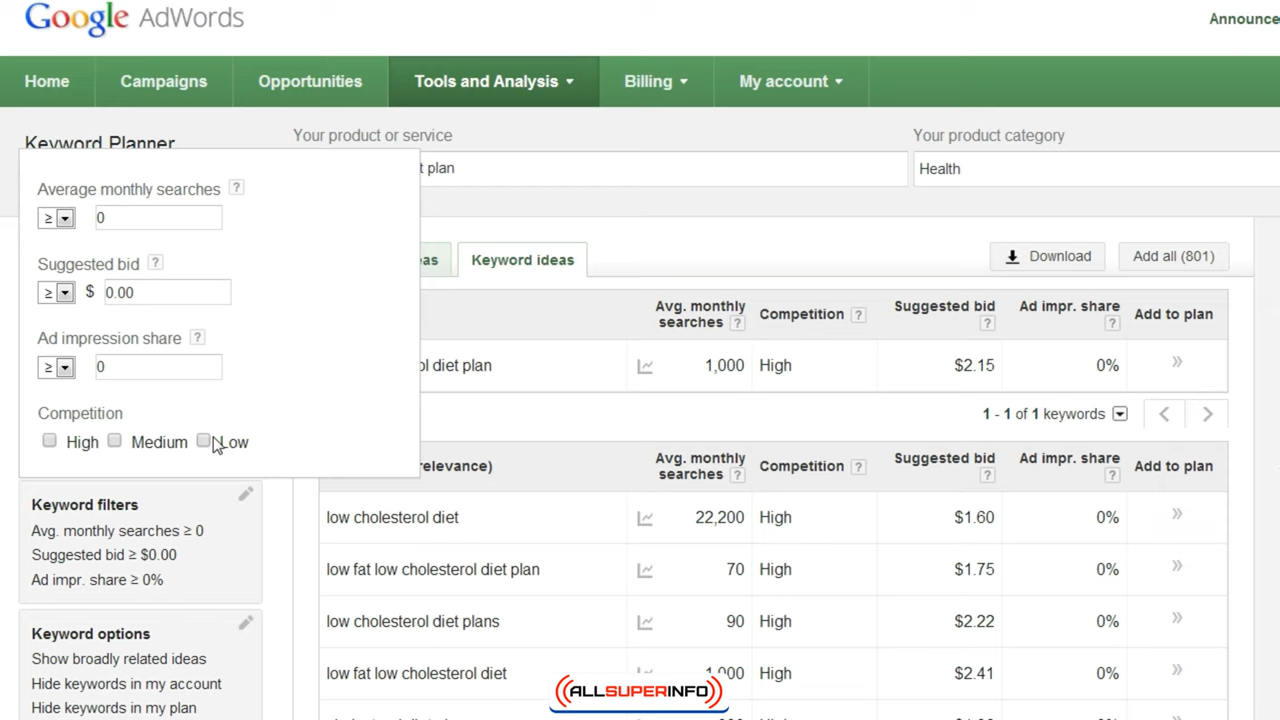 Google AdWords
Announce
Home Campaigns Opportunities Tools and Analysis Billing My account
Keyword Planner
Your product or service
Your product category
t plan
Health
Average monthly searches ?
≥ 0
Suggested bid ?
≥ $ 0.00
Ad impression share ?
≥ 0
Competition
High Medium Low
eas Keyword ideas
Download Add all (801)
Avg. monthly searches ? Competition ? Suggested bid ? Ad impr. share ? Add to plan
ol diet plan 1,000 High $2.15 0% »
1 - 1 of 1 keywords
relevance) Avg. monthly searches ? Competition ? Suggested bid ? Ad impr. share ? Add to plan
low cholesterol diet 22,200 High $1.60 0% »
low fat low cholesterol diet plan 70 High $1.75 0% »
low cholesterol diet plans 90 High $2.22 0% »
low fat low cholesterol diet 1,000 High $2.41 0% »
Keyword filters
Avg. monthly searches ≥ 0
Suggested bid ≥ $0.00
Ad impr. share ≥ 0%
Keyword options
Show broadly related ideas
Hide keywords in my account
Hide keywords in my plan
ALLSUPERINFO